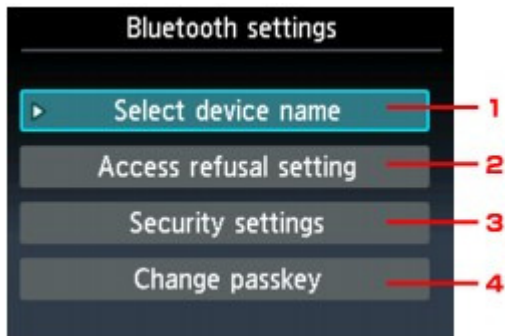 Bluetooth settings
Select device name 1
Access refusal setting 2
Security settings 3
Change passkey 4